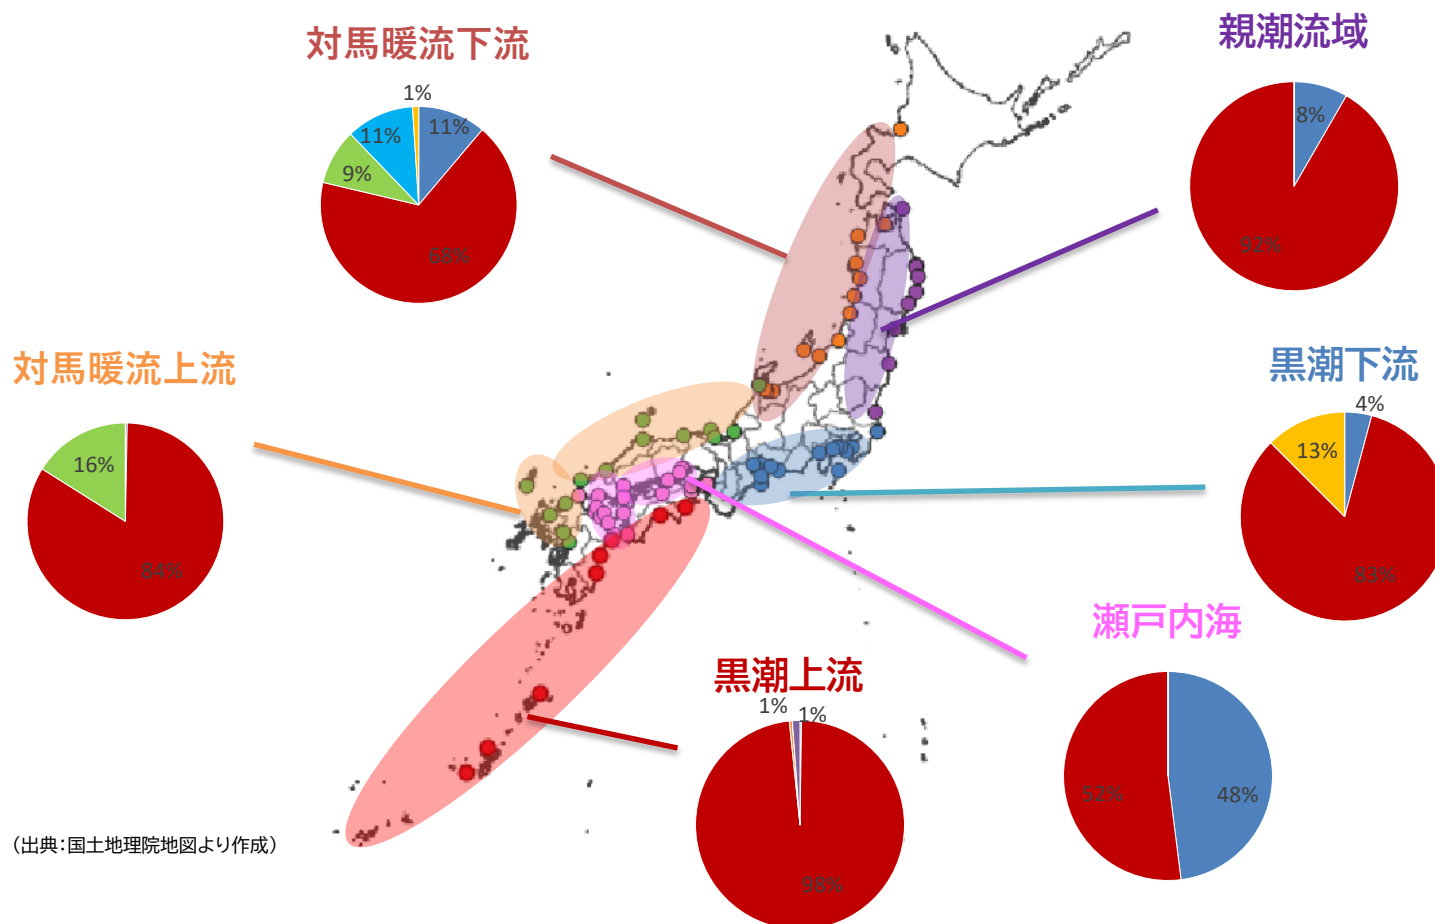 対馬暖流下流
1%
11%
11%
9%
68%
親潮流域
8%
92%
対馬暖流上流
16%
84%
黒潮下流
4%
13%
83%
瀬戸内海
52%
48%
黒潮上流
1%
1%
98%
（出典：国土地理院地図より作成）